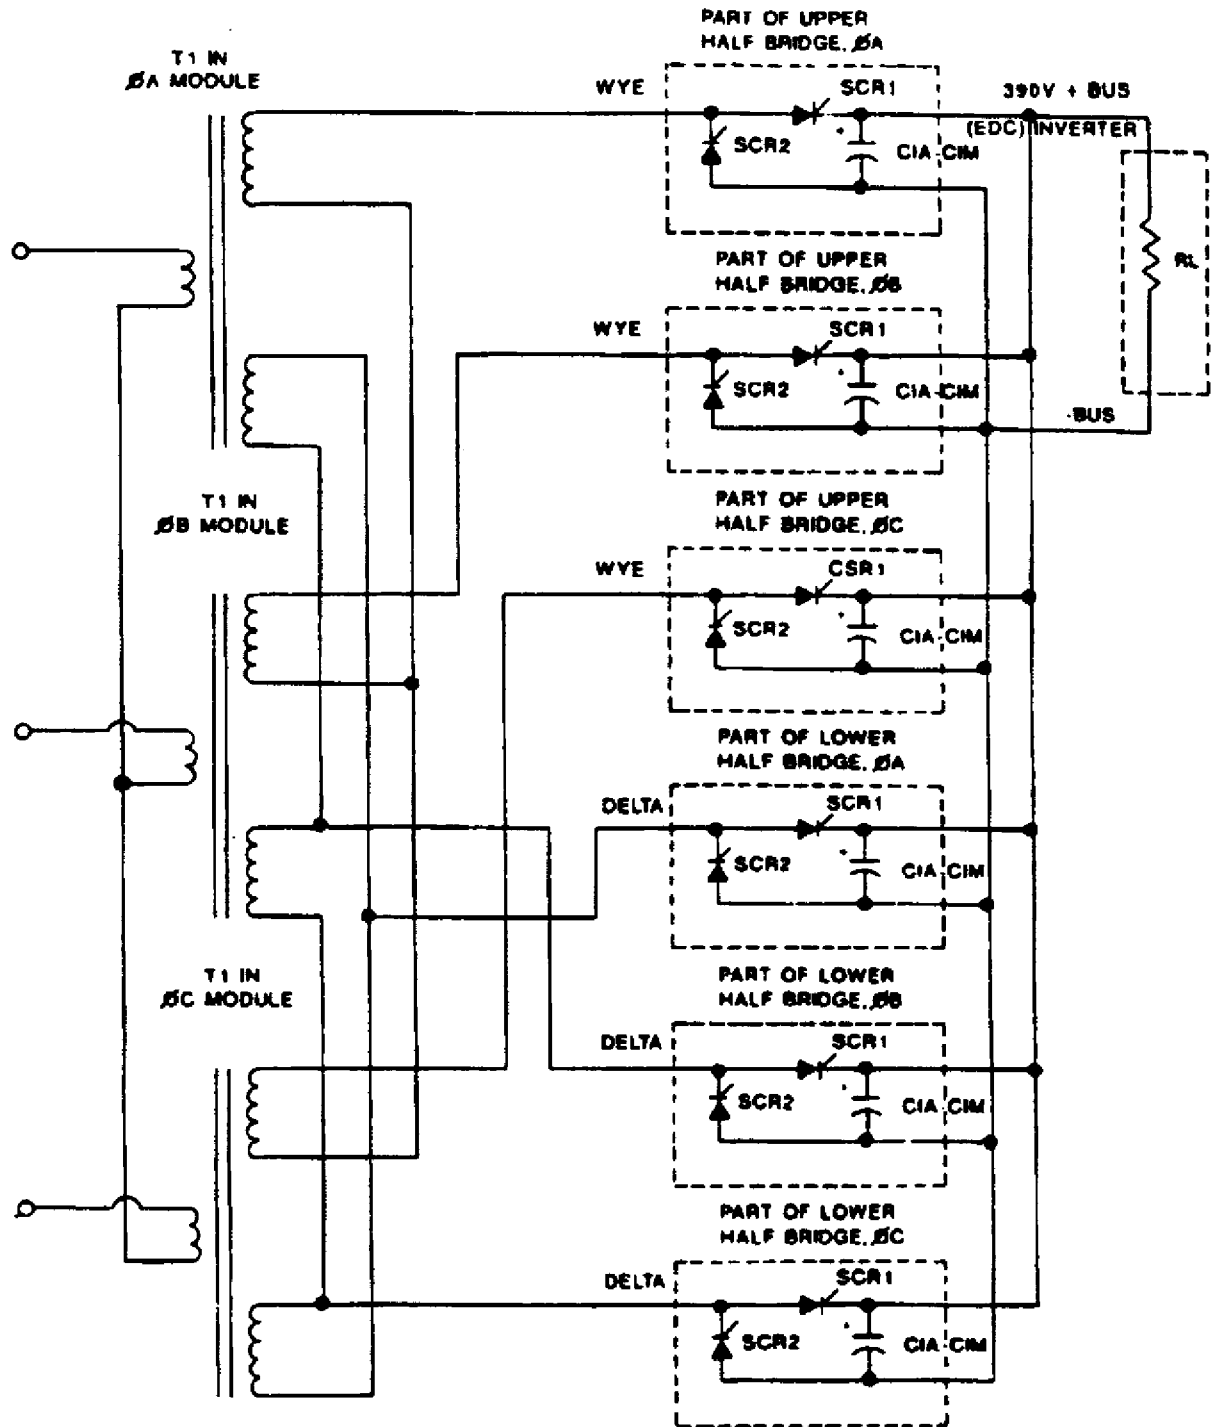 PART OF UPPER
HALF BRIDGE, ØA
T1 IN
ØA MODULE
WYE
SCR1
390V + BUS
(EDC) INVERTER
SCR2
+
CIA-CIM
RL
PART OF UPPER
HALF BRIDGE, ØB
WYE
SCR1
SCR2
+
CIA-CIM
-BUS
T1 IN
ØB MODULE
PART OF UPPER
HALF BRIDGE, ØC
WYE
CSR1
SCR2
+
CIA-CIM
PART OF LOWER
HALF BRIDGE, ØA
DELTA
SCR1
SCR2
+
CIA-CIM
T1 IN
ØC MODULE
PART OF LOWER
HALF BRIDGE, ØB
DELTA
SCR1
SCR2
CIA-CIM
PART OF LOWER
HALF BRIDGE, ØC
DELTA
SCR1
SCR2
CIA-CIM